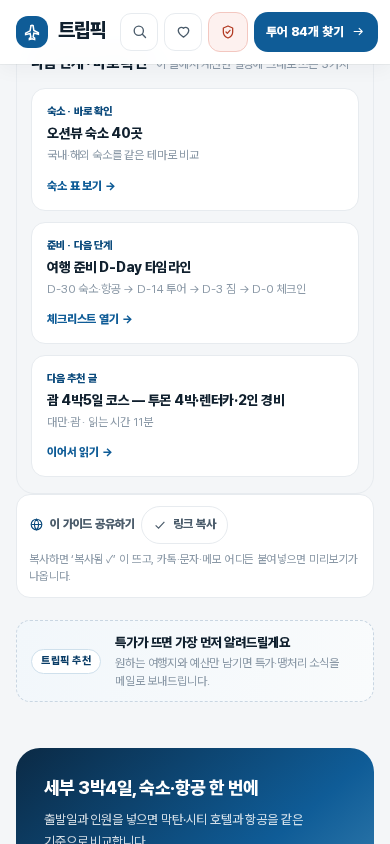 트립픽
투어 84개 찾기 →
숙소 · 바로 확인
오션뷰 숙소 40곳
국내·해외 숙소를 같은 테마로 비교
숙소 표 보기 →
준비 · 다음 단계
여행 준비 D-Day 타임라인
D-30 숙소·항공 → D-14 투어 → D-3 짐 → D-0 체크인
체크리스트 열기 →
다음 추천 글
괌 4박5일 코스 — 투몬 4박·렌터카·2인 경비
대만·괌 · 읽는 시간 11분
이어서 읽기 →
이 가이드 공유하기
링크 복사
복사하면 '복사됨 ✓' 이 뜨고, 카톡·문자·메모 어디든 붙여넣으면 미리보기가
나옵니다.
트립픽 추천
특가가 뜨면 가장 먼저 알려드릴게요
원하는 여행지와 예산만 남기면 특가·땡처리 소식을
메일로 보내드립니다.
세부 3박4일, 숙소·항공 한 번에
출발일과 인원을 넣으면 막탄·시티 호텔과 항공을 같은
기준으로 비교합니다.